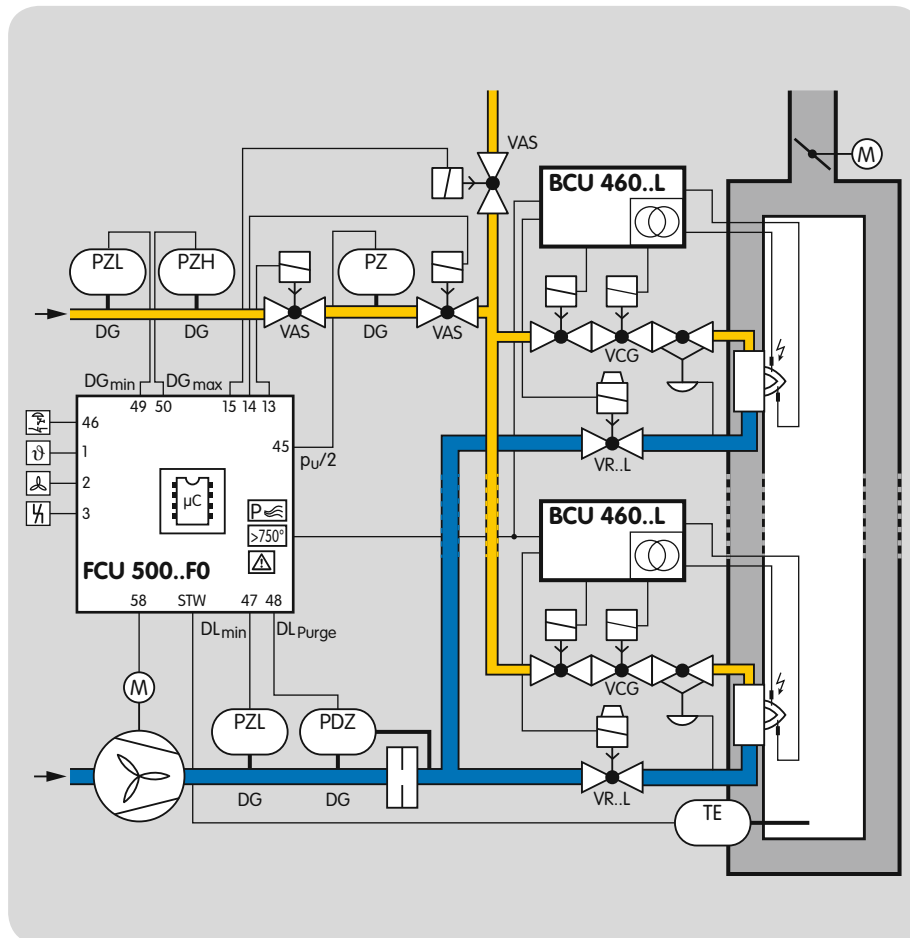 VAS
M
BCU 460..L
PZL
PZH
PZ
DG
DG
VAS
DG
VAS
VCG
DGmin
DGmax
49
50
15
14
13
46
45
pu/2
1
ϑ
2
3
µC
P
>750°
VR..L
BCU 460..L
FCU 500..F0
58
STW
47
48
DLmin
DLPurge
M
VCG
PZL
PDZ
DG
DG
VR..L
TE